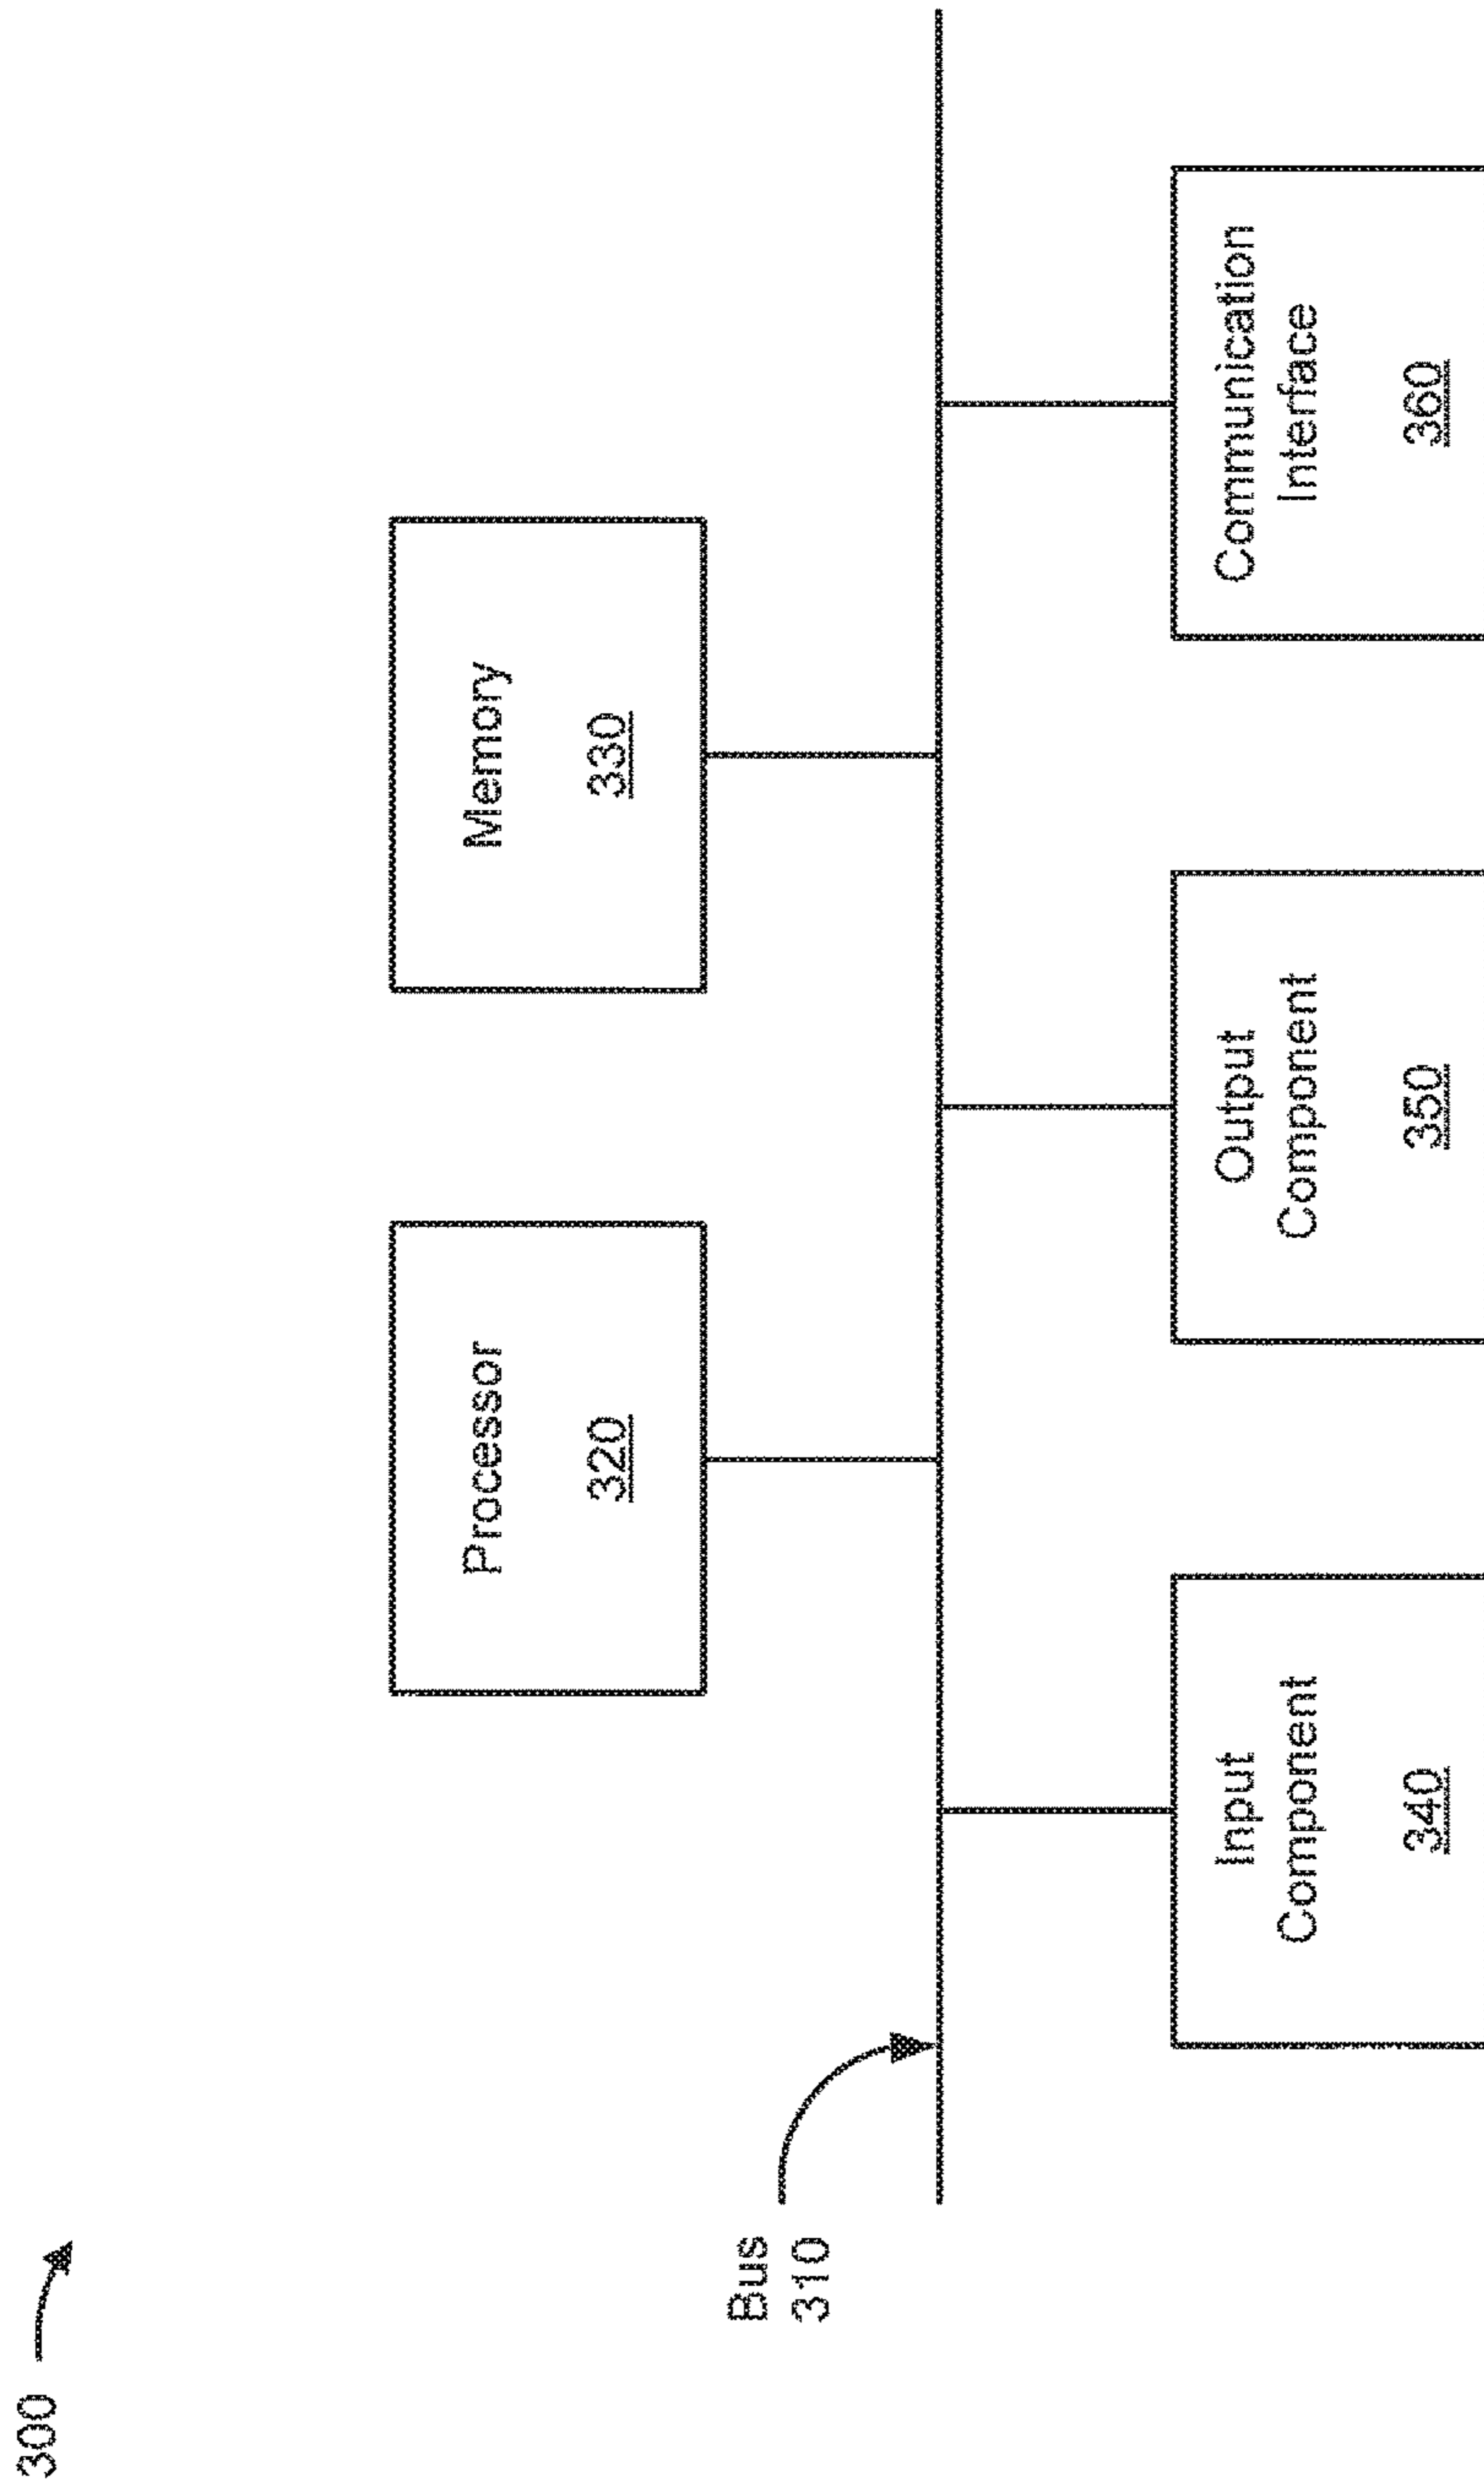 300
Processor
320
Memory
330
Bus
310
Input
Component
340
Output
Component
350
Communication
Interface
360